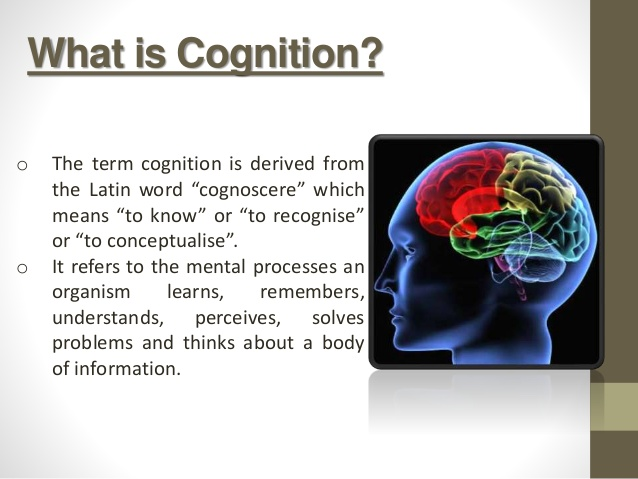 What is Cognition?
o The term cognition is derived from
the Latin word “cognoscere” which
means “to know” or “to recognise”
or “to conceptualise”.
o It refers to the mental processes an
organism learns, remembers,
understands, perceives, solves
problems and thinks about a body
of information.